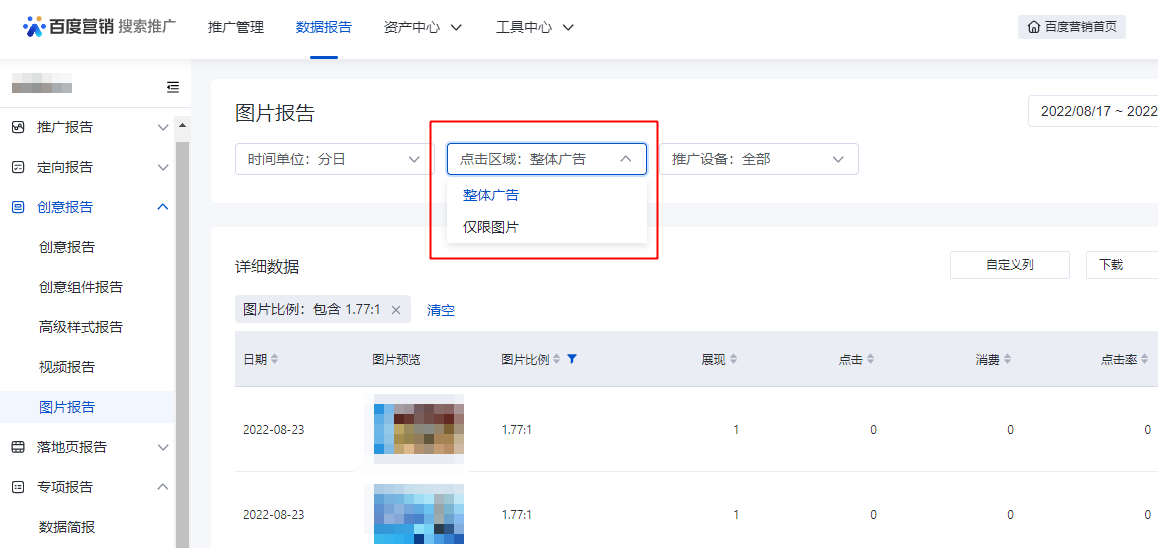 百度营销 搜索推广 推广管理 数据报告 资产中心 工具中心 百度营销首页
推广报告
定向报告
创意报告
创意报告
创意组件报告
高级样式报告
视频报告
图片报告
落地页报告
专项报告
数据简报
图片报告 2022/08/17 ~ 2022
时间单位：分日 点击区域：整体广告 推广设备：全部
整体广告
仅限图片
详细数据 自定义列 下载
图片比例：包含 1.77:1 清空
日期 图片预览 图片比例 展现 点击 消费 点击率
2022-08-23 1.77:1 1 0 0 0
2022-08-23 1.77:1 1 0 0 0